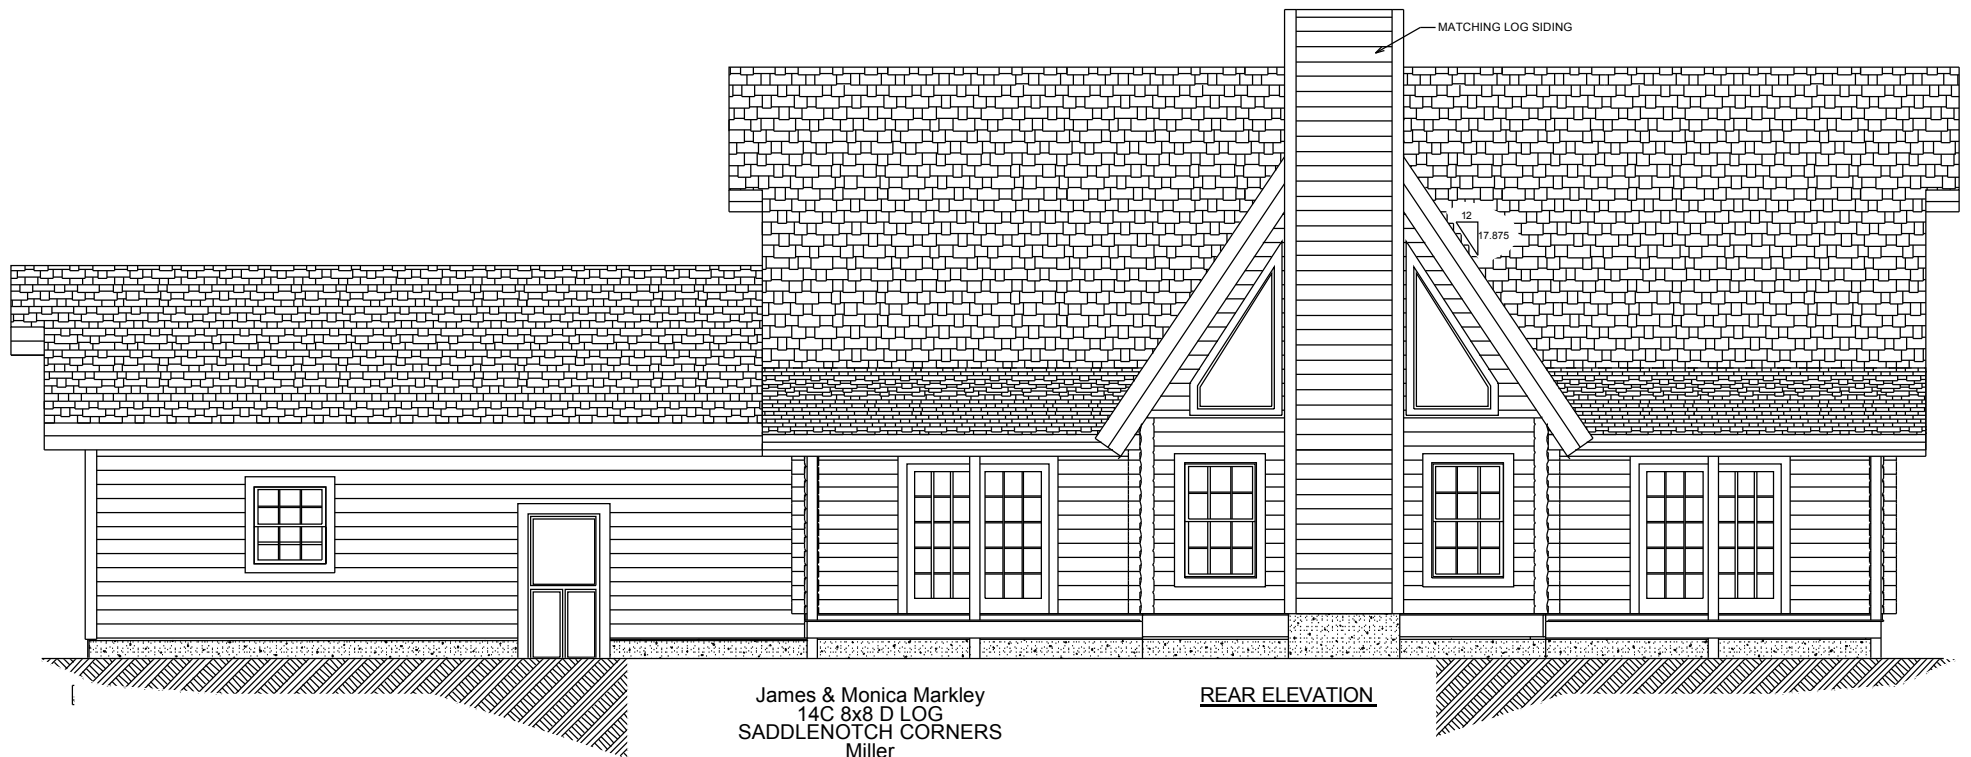 MATCHING LOG SIDING
12
17.875
James & Monica Markley
14C 8x8 D LOG
SADDLENOTCH CORNERS
Miller
REAR ELEVATION